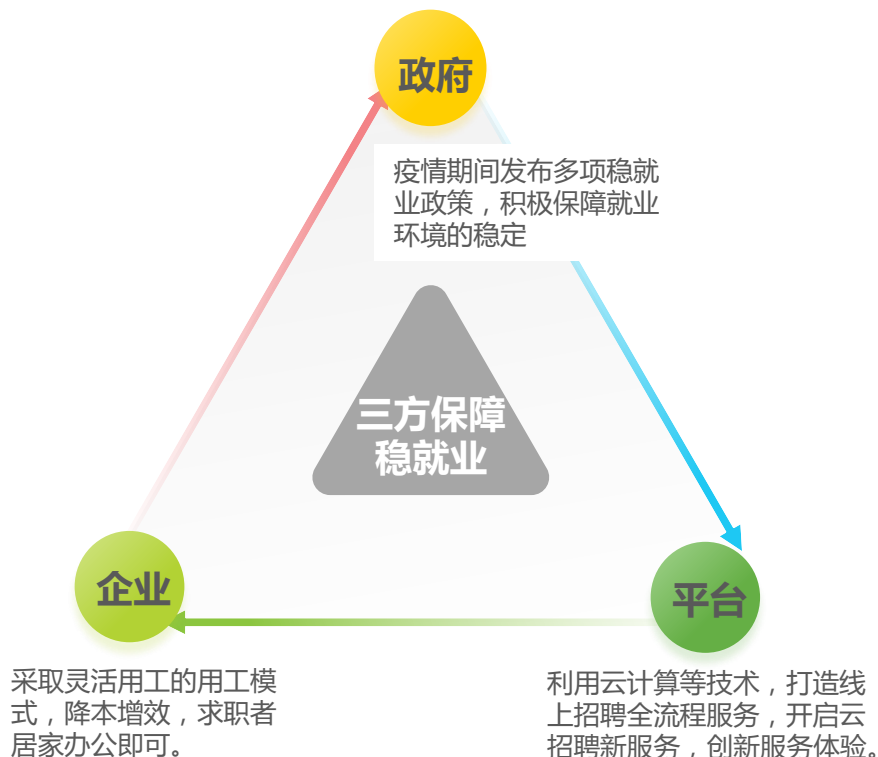 政府
疫情期间发布多项稳就
业政策，积极保障就业
环境的稳定
三方保障
稳就业
企业
平台
采取灵活用工的用工模
式，降本增效，求职者
居家办公即可。
利用云计算等技术，打造线
上招聘全流程服务，开启云
招聘新服务，创新服务体验。